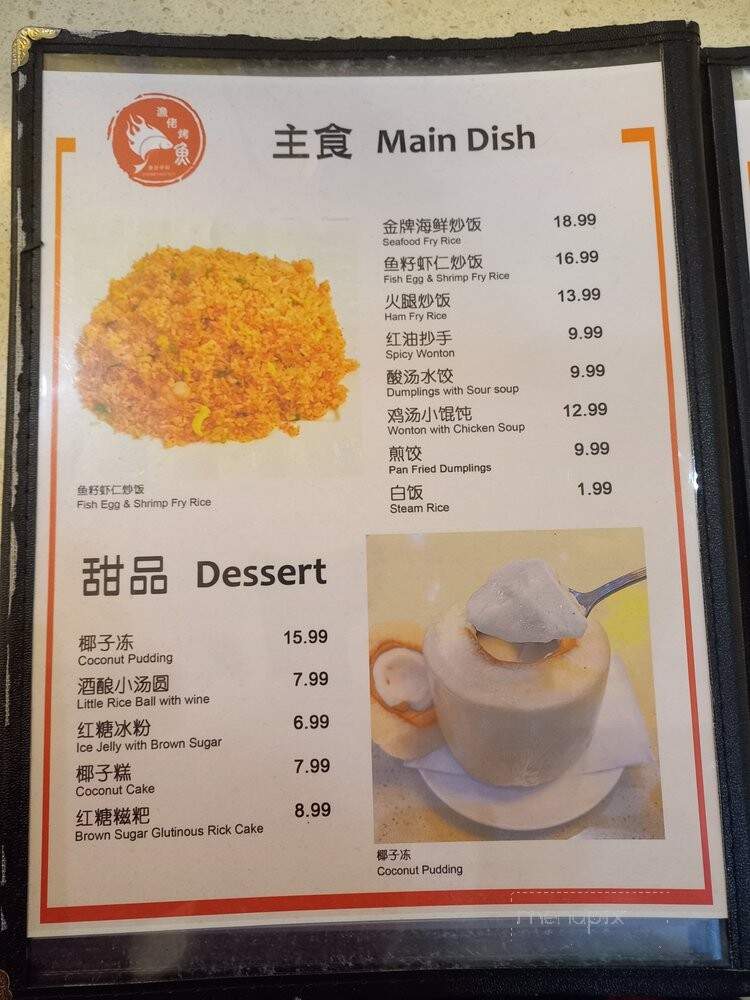 渔佬烤魚
主食 Main Dish
金牌海鲜炒饭 18.99
Seafood Fry Rice
鱼籽虾仁炒饭 16.99
Fish Egg & Shrimp Fry Rice
火腿炒饭 13.99
Ham Fry Rice
红油抄手 9.99
Spicy Wonton
酸汤水饺 9.99
Dumplings with Sour soup
鸡汤小馄饨 12.99
Wonton with Chicken Soup
煎饺 9.99
Pan Fried Dumplings
白饭 1.99
Steam Rice
鱼籽虾仁炒饭
Fish Egg & Shrimp Fry Rice
甜品 Dessert
椰子冻 15.99
Coconut Pudding
酒酿小汤圆 7.99
Little Rice Ball with wine
红糖冰粉 6.99
Ice Jelly with Brown Sugar
椰子糕 7.99
Coconut Cake
红糖糍粑 8.99
Brown Sugar Glutinous Rick Cake
椰子冻
Coconut Pudding
menupix